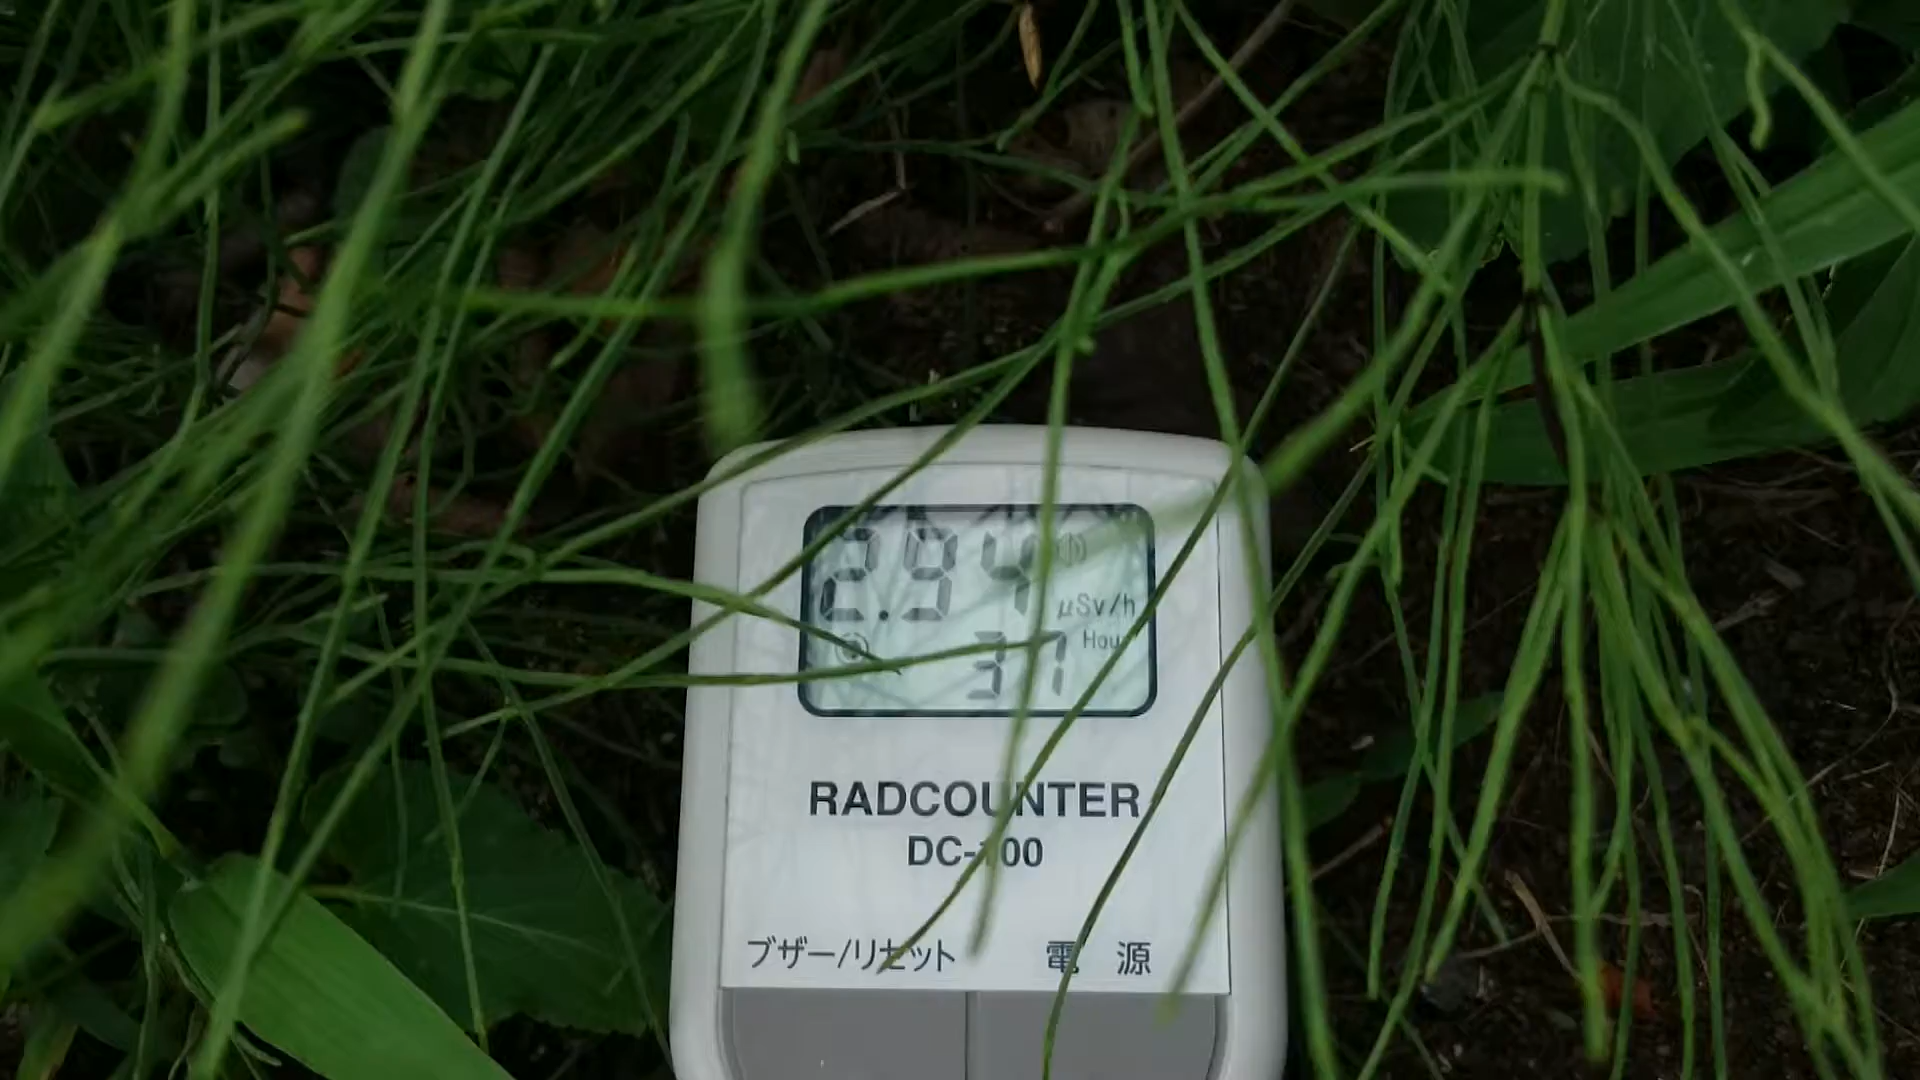 2.94
μSv/h
Hour
37
RADCOUNTER
DC-100
ブザー/リセット 電 源